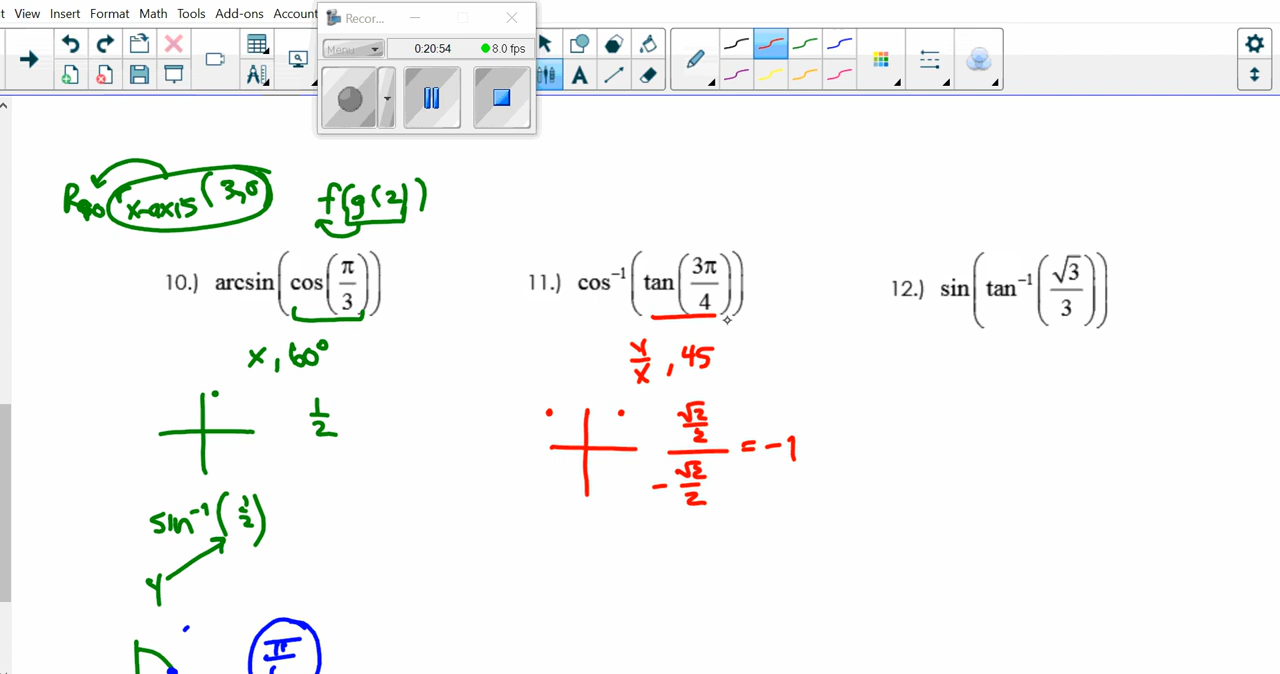 t View Insert Format Math Tools Add-ons Account
Recor...
Menu 0:20:54 8.0 fps
A
R90 (x-axis (3,0) f(g(2))
10.) arcsin(cos(π/3)) 11.) cos⁻¹(tan(3π/4)) 12.) sin(tan⁻¹(√3/3))
x, 60° y/x, 45
1/2 (√2/2)/(-√2/2) = -1
sin⁻¹(1/2)
y
π